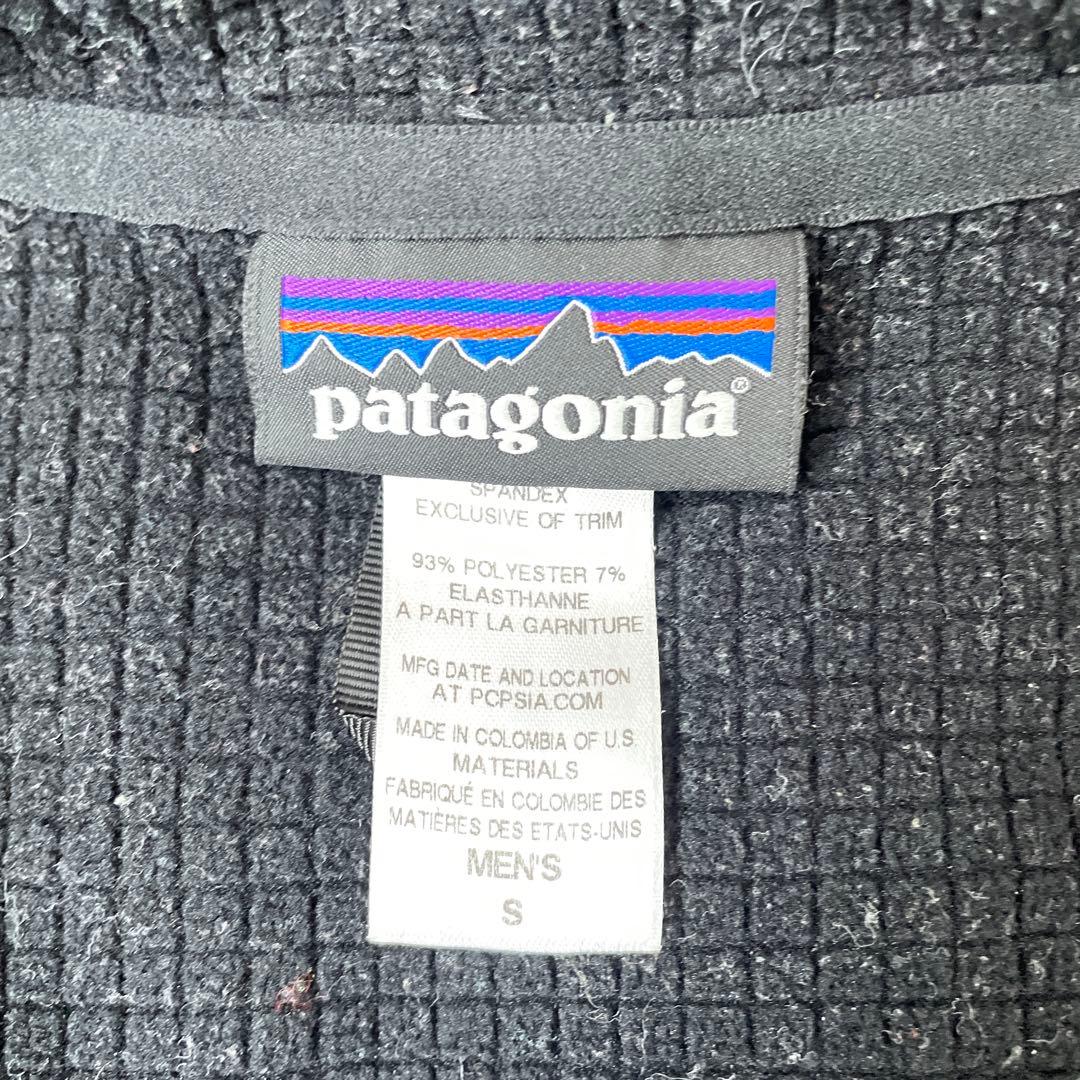 patagonia®
SPANDEX
EXCLUSIVE OF TRIM
93% POLYESTER 7%
ELASTHANNE
A PART LA GARNITURE
MFG DATE AND LOCATION
AT PCPSIA.COM
MADE IN COLOMBIA OF U.S.
MATERIALS
FABRIQUÉ EN COLOMBIE DES
MATIÈRES DES ETATS-UNIS
MEN'S
S